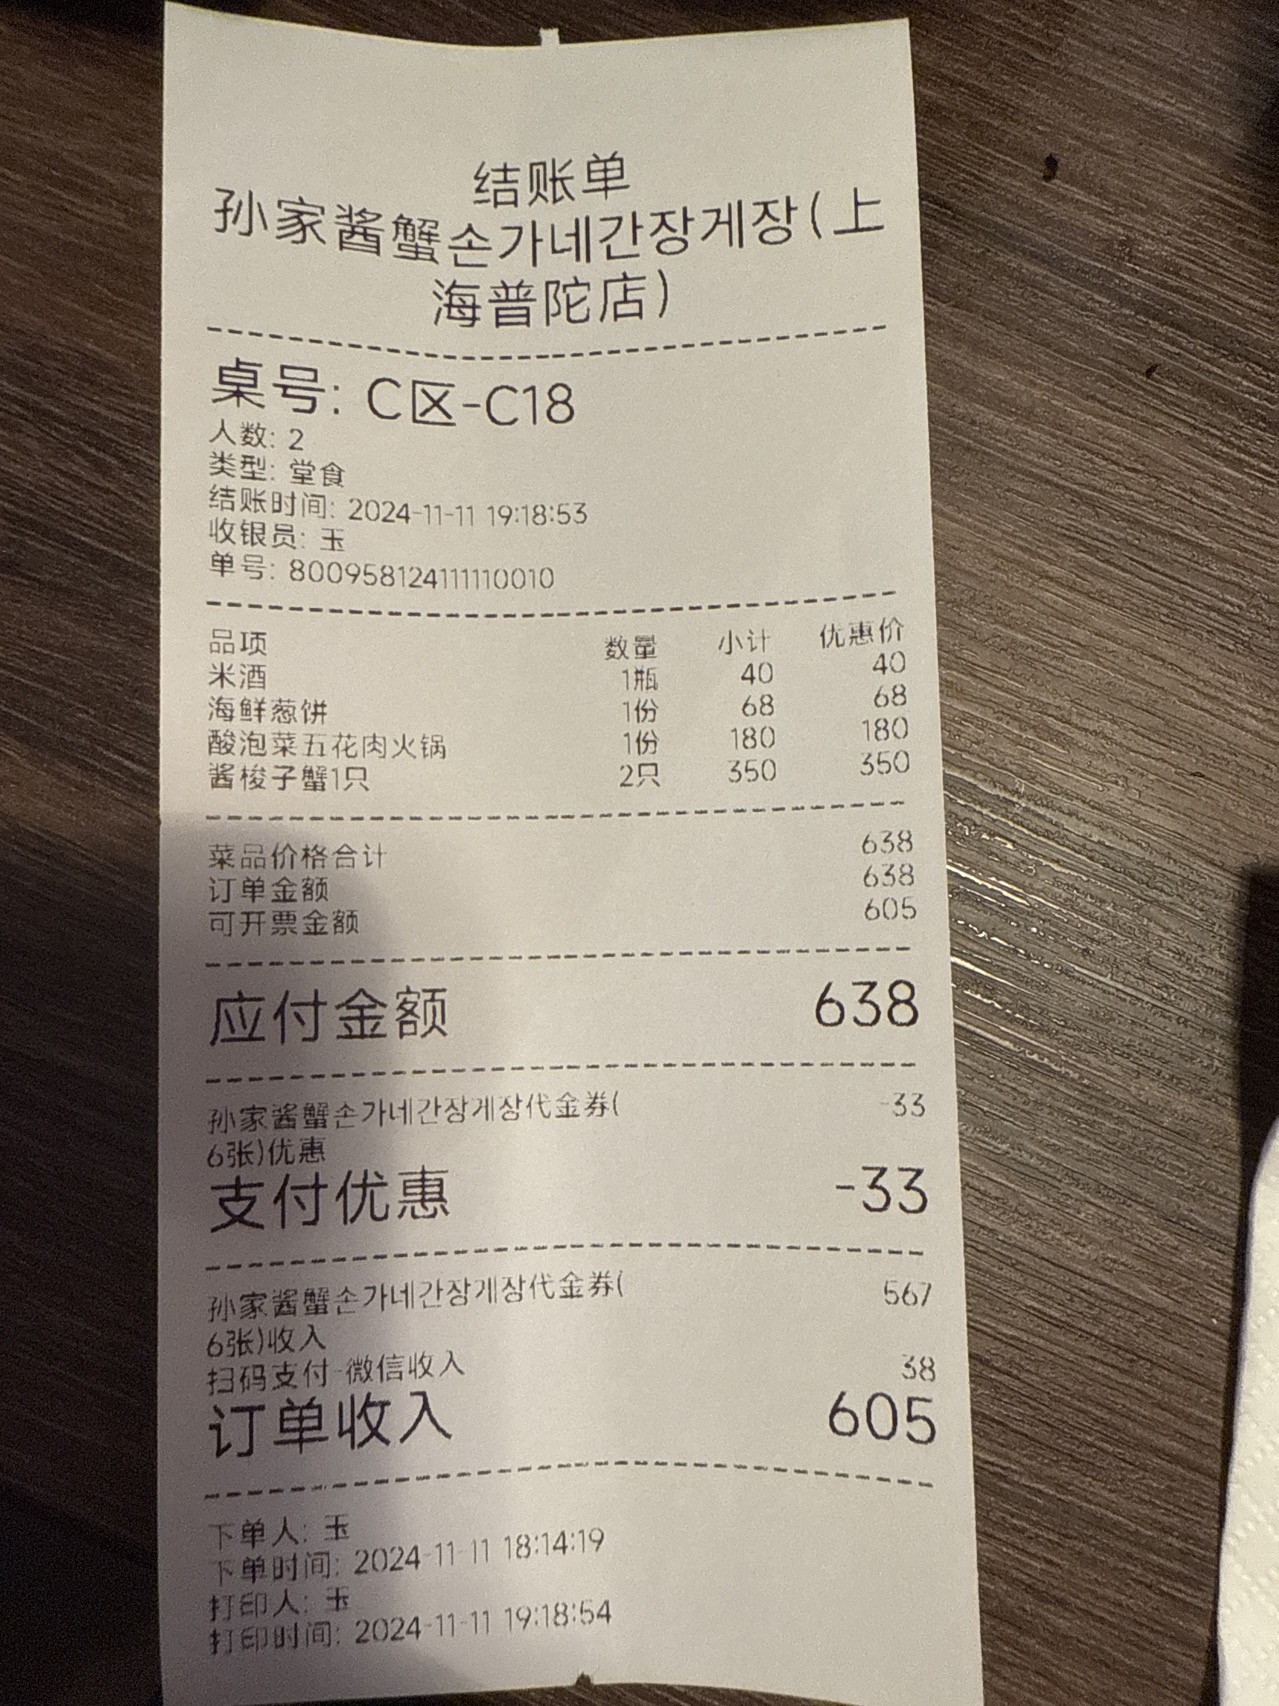 结账单
孙家酱蟹손가네간장게장(上
海普陀店)
桌号: C区-C18
人数: 2
类型: 堂食
结账时间: 2024-11-11 19:18:53
收银员: 玉
单号: 800958124111110010
品项 数量 小计 优惠价
米酒 1瓶 40 40
海鲜葱饼 1份 68 68
酸泡菜五花肉火锅 1份 180 180
酱梭子蟹1只 2只 350 350
菜品价格合计 638
订单金额 638
可开票金额 605
应付金额 638
孙家酱蟹손가네간장게장代金券( -33
6张)优惠
支付优惠 -33
孙家酱蟹손가네간장게장代金券( 567
6张)收入
扫码支付-微信收入 38
订单收入 605
下单人: 玉
下单时间: 2024-11-11 18:14:19
打印人: 玉
打印时间: 2024-11-11 19:18:54